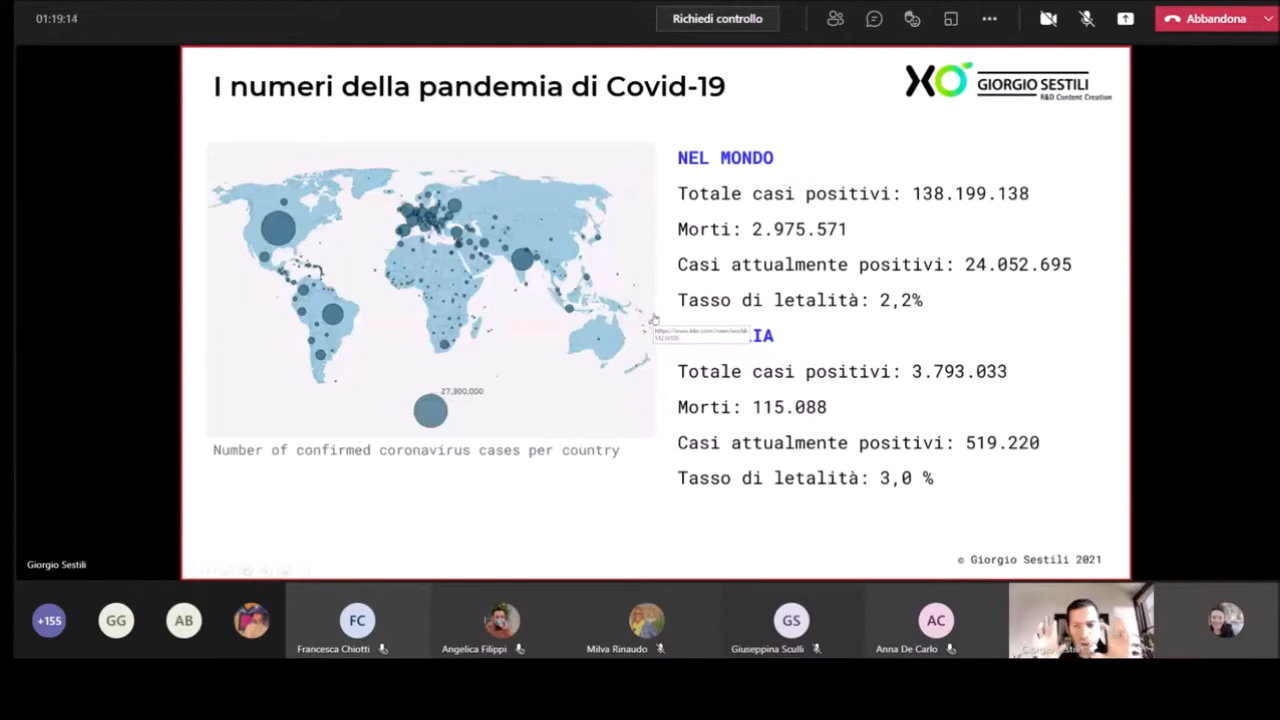 01:19:14
Richiedi controllo
Abbandona
I numeri della pandemia di Covid-19
XO
GIORGIO SESTILI
R&D Content Creation
27,300,000
Number of confirmed coronavirus cases per country
NEL MONDO
Totale casi positivi: 138.199.138
Morti: 2.975.571
Casi attualmente positivi: 24.052.695
Tasso di letalità: 2,2%
LIA
Totale casi positivi: 3.793.033
Morti: 115.088
Casi attualmente positivi: 519.220
Tasso di letalità: 3,0 %
© Giorgio Sestili 2021
Giorgio Sestili
+155
GG
AB
FC
Francesca Chiotti
Angelica Filippi
Milva Rinaudo
GS
Giuseppina Sculli
AC
Anna De Carlo
Giorgio Sestili